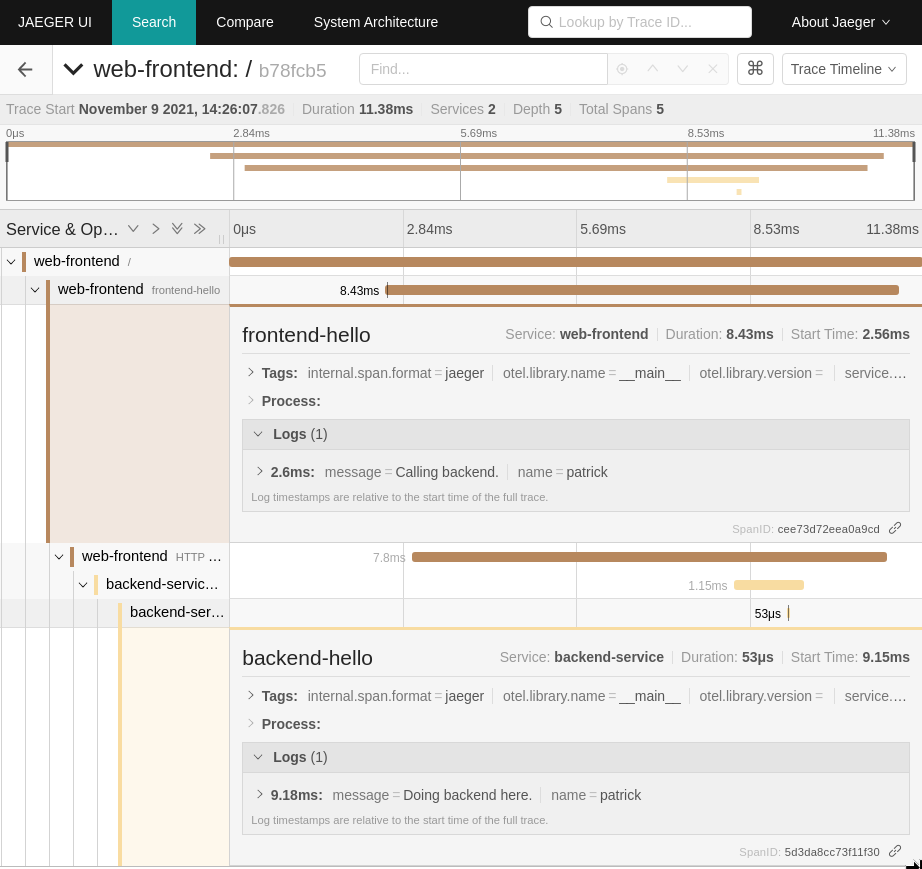 JAEGER UI Search Compare System Architecture Lookup by Trace ID... About Jaeger
web-frontend: / b78fcb5 Find... ⌘ Trace Timeline
Trace Start November 9 2021, 14:26:07.826 Duration 11.38ms Services 2 Depth 5 Total Spans 5
0μs 2.84ms 5.69ms 8.53ms 11.38ms
Service & Op… 0μs 2.84ms 5.69ms 8.53ms 11.38ms
web-frontend /
web-frontend frontend-hello 8.43ms
frontend-hello Service: web-frontend Duration: 8.43ms Start Time: 2.56ms
Tags: internal.span.format = jaeger otel.library.name = __main__ otel.library.version = service.…
Process:
Logs (1)
2.6ms: message = Calling backend. name = patrick
Log timestamps are relative to the start time of the full trace.
SpanID: cee73d72eea0a9cd
web-frontend HTTP … 7.8ms
backend-servic… 1.15ms
backend-ser… 53μs
backend-hello Service: backend-service Duration: 53μs Start Time: 9.15ms
Tags: internal.span.format = jaeger otel.library.name = __main__ otel.library.version = service.…
Process:
Logs (1)
9.18ms: message = Doing backend here. name = patrick
Log timestamps are relative to the start time of the full trace.
SpanID: 5d3da8cc73f11f30